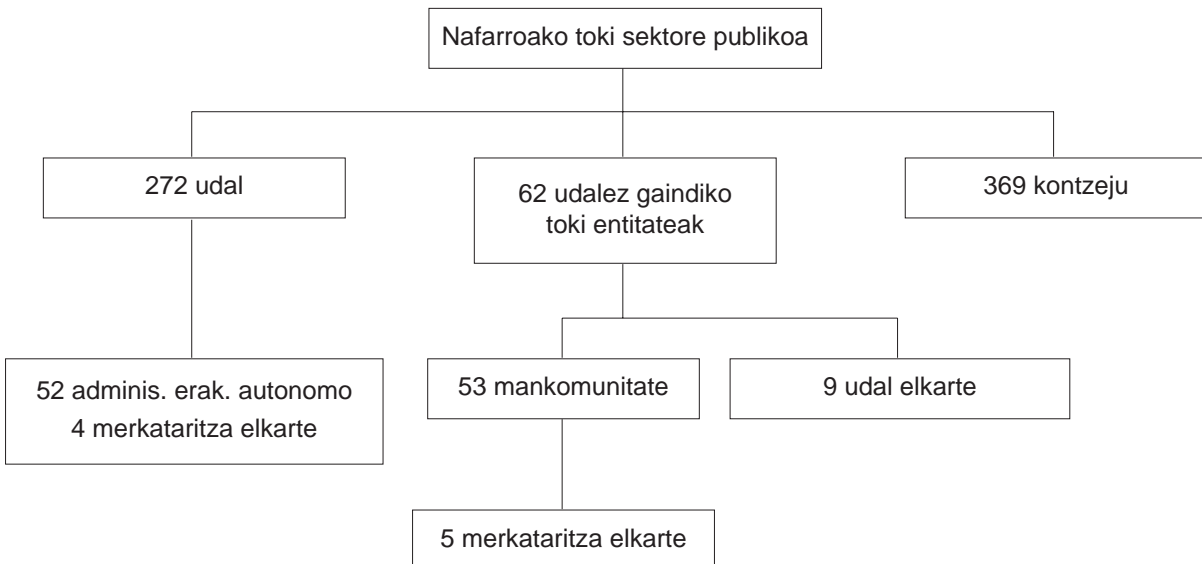 Nafarroako toki sektore publikoa
272 udal
62 udalez gaindiko
toki entitateak
369 kontzeju
52 adminis. erak. autonomo
4 merkataritza elkarte
53 mankomunitate
9 udal elkarte
5 merkataritza elkarte